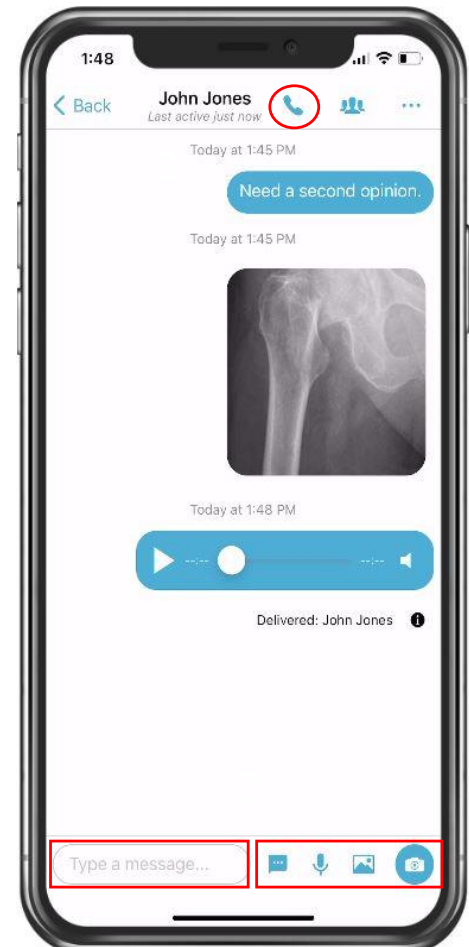 1:48
Back
John Jones
Last active just now
Today at 1:45 PM
Need a second opinion.
Today at 1:45 PM
Today at 1:48 PM
--:-- --:--
Delivered: John Jones
Type a message...